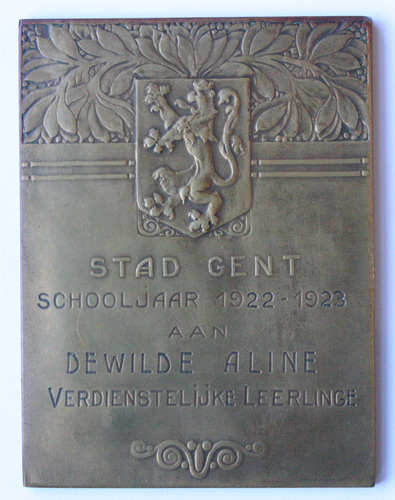 STAD GENT
SCHOOLJAAR 1922-1923
AAN
DEWILDE ALINE
VERDIENSTELIJKE LEERLINGE